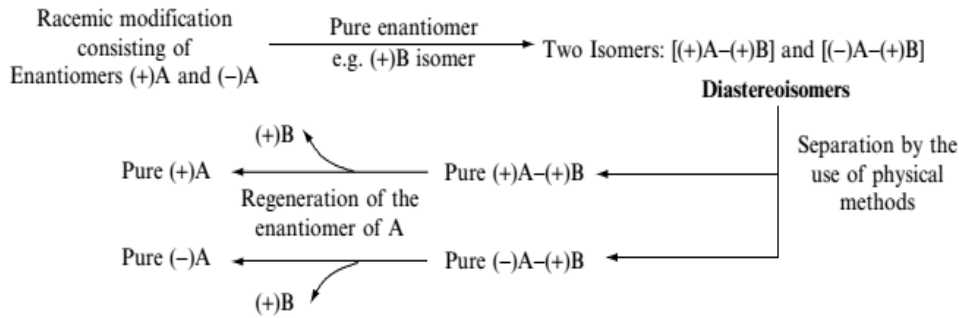 Racemic modification
consisting of
Enantiomers (+)A and (–)A
Pure enantiomer
e.g. (+)B isomer
Two Isomers: [(+)A–(+)B] and [(–)A–(+)B]
Diastereoisomers
Separation by the
use of physical
methods
(+)B
Pure (+)A
Pure (+)A–(+)B
Regeneration of the
enantiomer of A
Pure (–)A
Pure (–)A–(+)B
(+)B